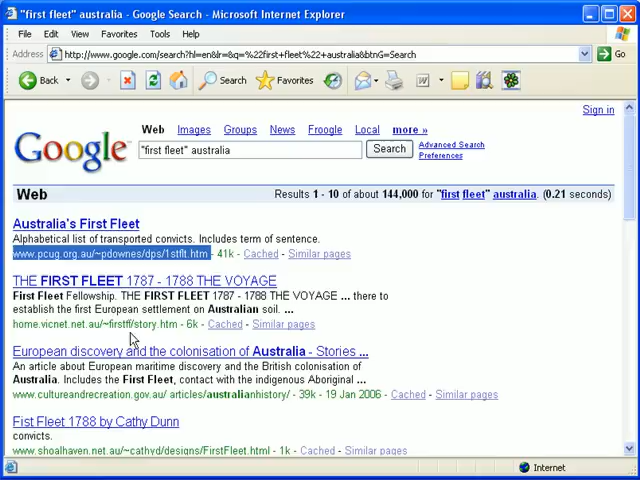 "first fleet" australia - Google Search - Microsoft Internet Explorer
File Edit View Favorites Tools Help
Address http://www.google.com/search?hl=en&lr=&q=%22first+fleet%22+australia&btnG=Search Go
Back Search Favorites
Sign in
Web Images Groups News Froogle Local more »
Google "first fleet" australia Search Advanced Search
Preferences
Web Results 1 - 10 of about 144,000 for "first fleet" australia. (0.21 seconds)
Australia's First Fleet
Alphabetical list of transported convicts. Includes term of sentence.
www.pcug.org.au/~pdownes/dps/1stflt.htm - 41k - Cached - Similar pages
THE FIRST FLEET 1787 - 1788 THE VOYAGE
First Fleet Fellowship. THE FIRST FLEET 1787 - 1788 THE VOYAGE ... there to
establish the first European settlement on Australian soil. ...
home.vicnet.net.au/~firstff/story.htm - 6k - Cached - Similar pages
European discovery and the colonisation of Australia - Stories ...
An article about European maritime discovery and the British colonisation of
Australia. Includes the First Fleet, contact with the indigenous Aboriginal ...
www.cultureandrecreation.gov.au/ articles/australianhistory/ - 39k - 19 Jan 2006 - Cached - Similar pages
Fist Fleet 1788 by Cathy Dunn
convicts.
www.shoalhaven.net.au/~cathyd/designs/FirstFleet.html - 1k - Cached - Similar pages
Internet